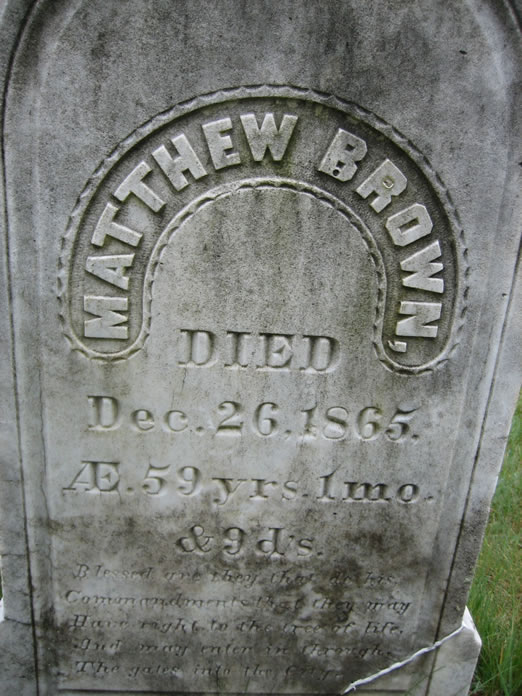 MATTHEW BROWN,
DIED
Dec. 26, 1865.
Æ. 59 yrs. 1 mo.
& 9 d's.
Blessed are they that do his
Commandments that they may
Have right to the tree of life,
And may enter in through
The gates into the City.